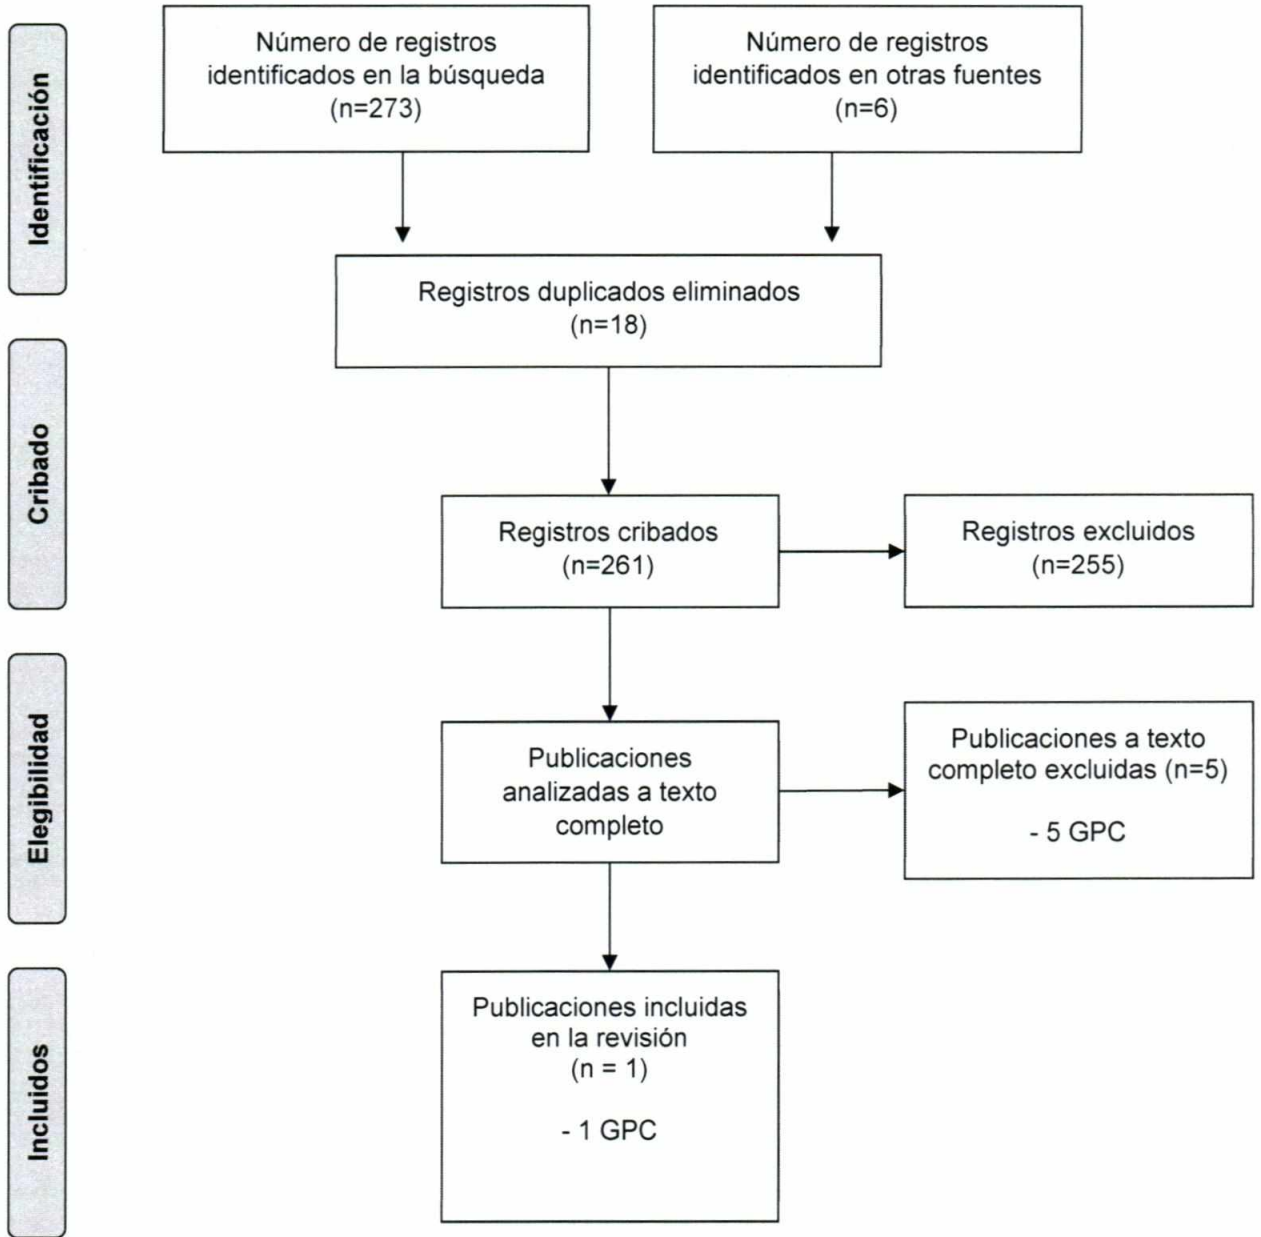 Identificación
Número de registros
identificados en la búsqueda
(n=273)
Número de registros
identificados en otras fuentes
(n=6)
Registros duplicados eliminados
(n=18)
Cribado
Registros cribados
(n=261)
Registros excluidos
(n=255)
Elegibilidad
Publicaciones
analizadas a texto
completo
Publicaciones a texto
completo excluidas (n=5)
- 5 GPC
Incluidos
Publicaciones incluidas
en la revisión
(n = 1)
- 1 GPC